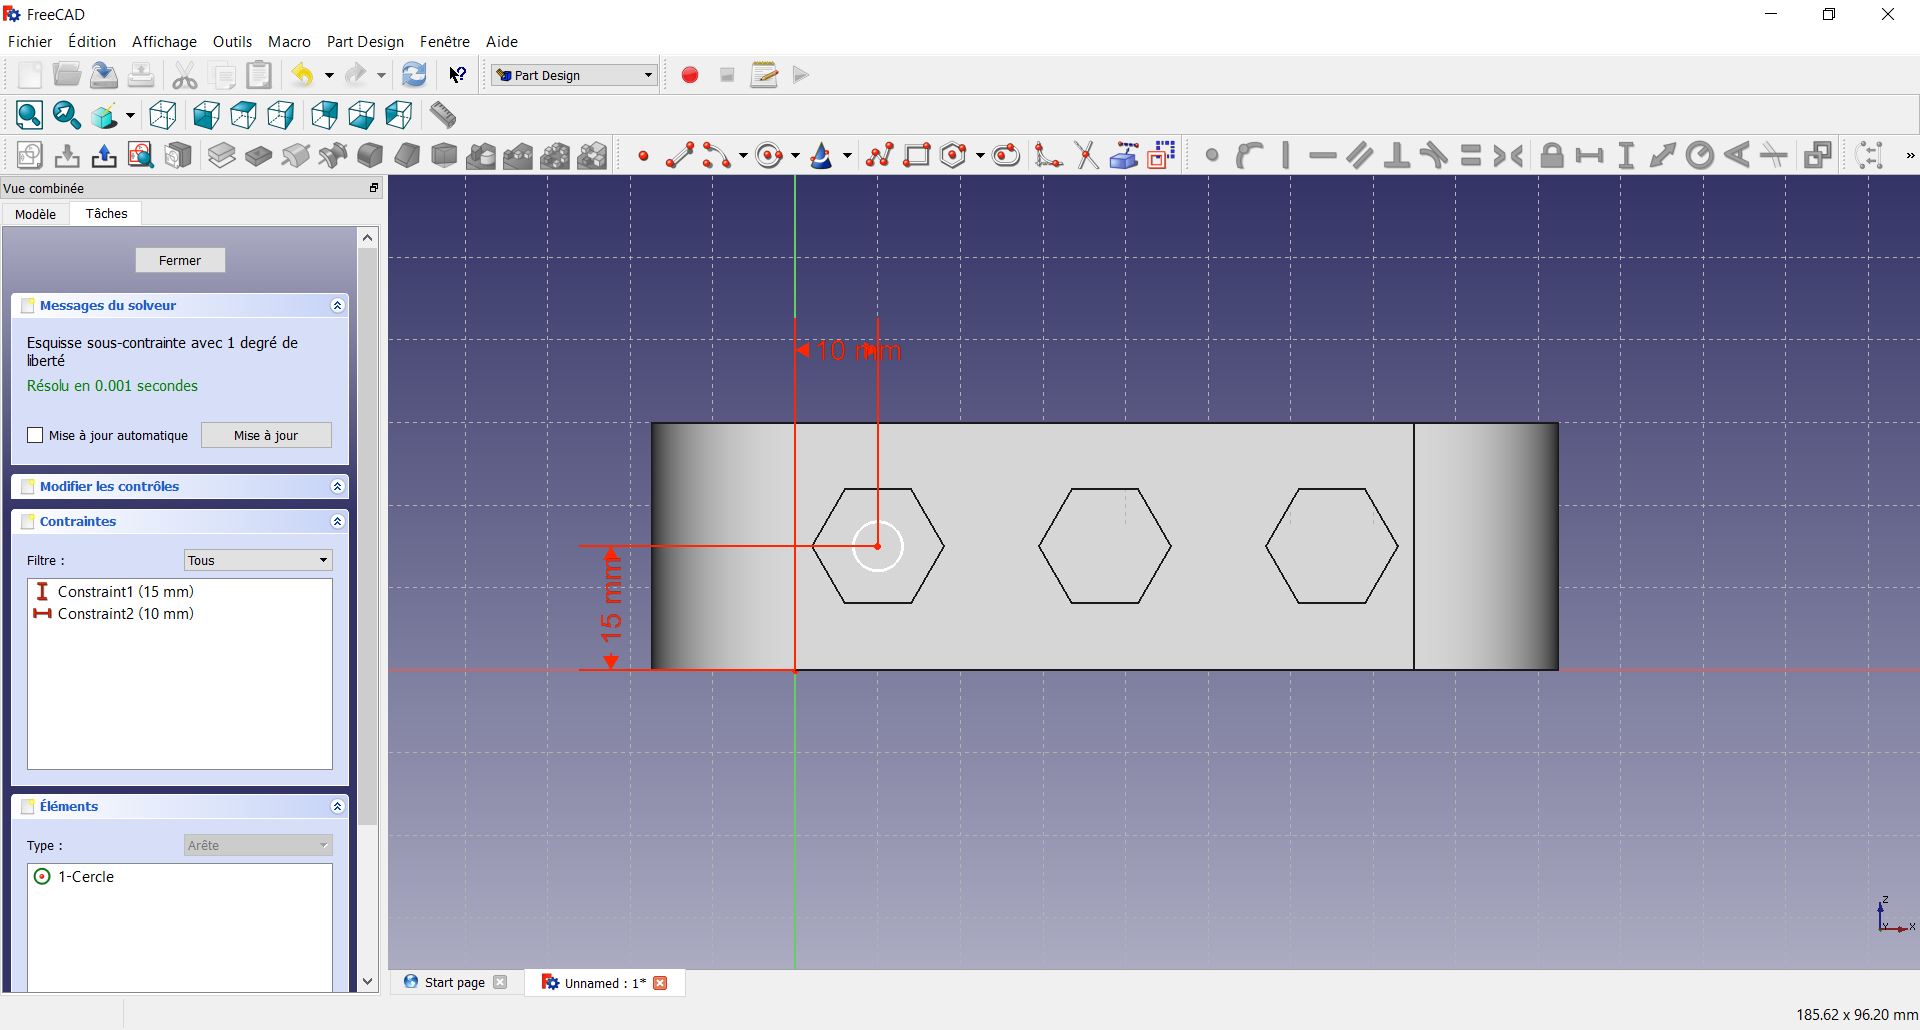 FreeCAD
Fichier Édition Affichage Outils Macro Part Design Fenêtre Aide
Part Design
Vue combinée
Modèle Tâches
Fermer
Messages du solveur
Esquisse sous-contrainte avec 1 degré de
liberté
Résolu en 0.001 secondes
Mise à jour automatique Mise à jour
Modifier les contrôles
Contraintes
Filtre : Tous
Constraint1 (15 mm)
Constraint2 (10 mm)
Éléments
Type : Arête
1-Cercle
10 mm
15 mm
Z
Y X
Start page Unnamed : 1*
185.62 x 96.20 mm